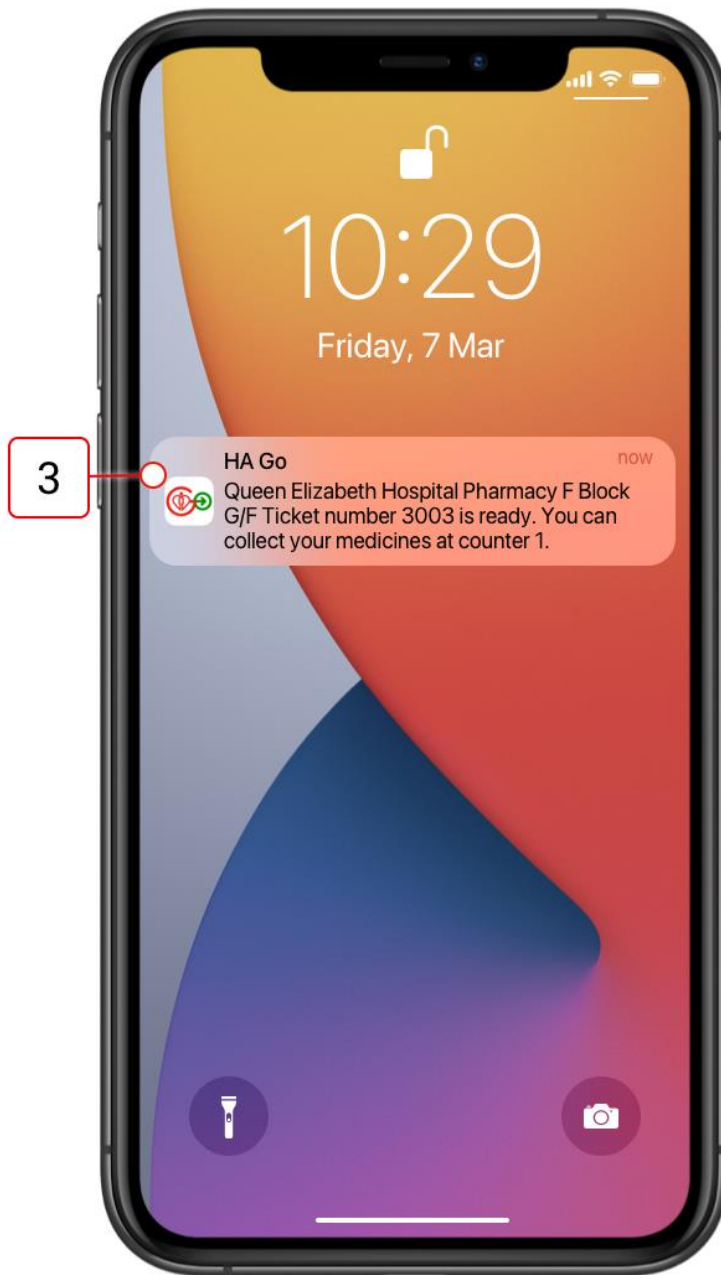 10:29
Friday, 7 Mar
3
HA Go
now
Queen Elizabeth Hospital Pharmacy F Block
G/F Ticket number 3003 is ready. You can
collect your medicines at counter 1.